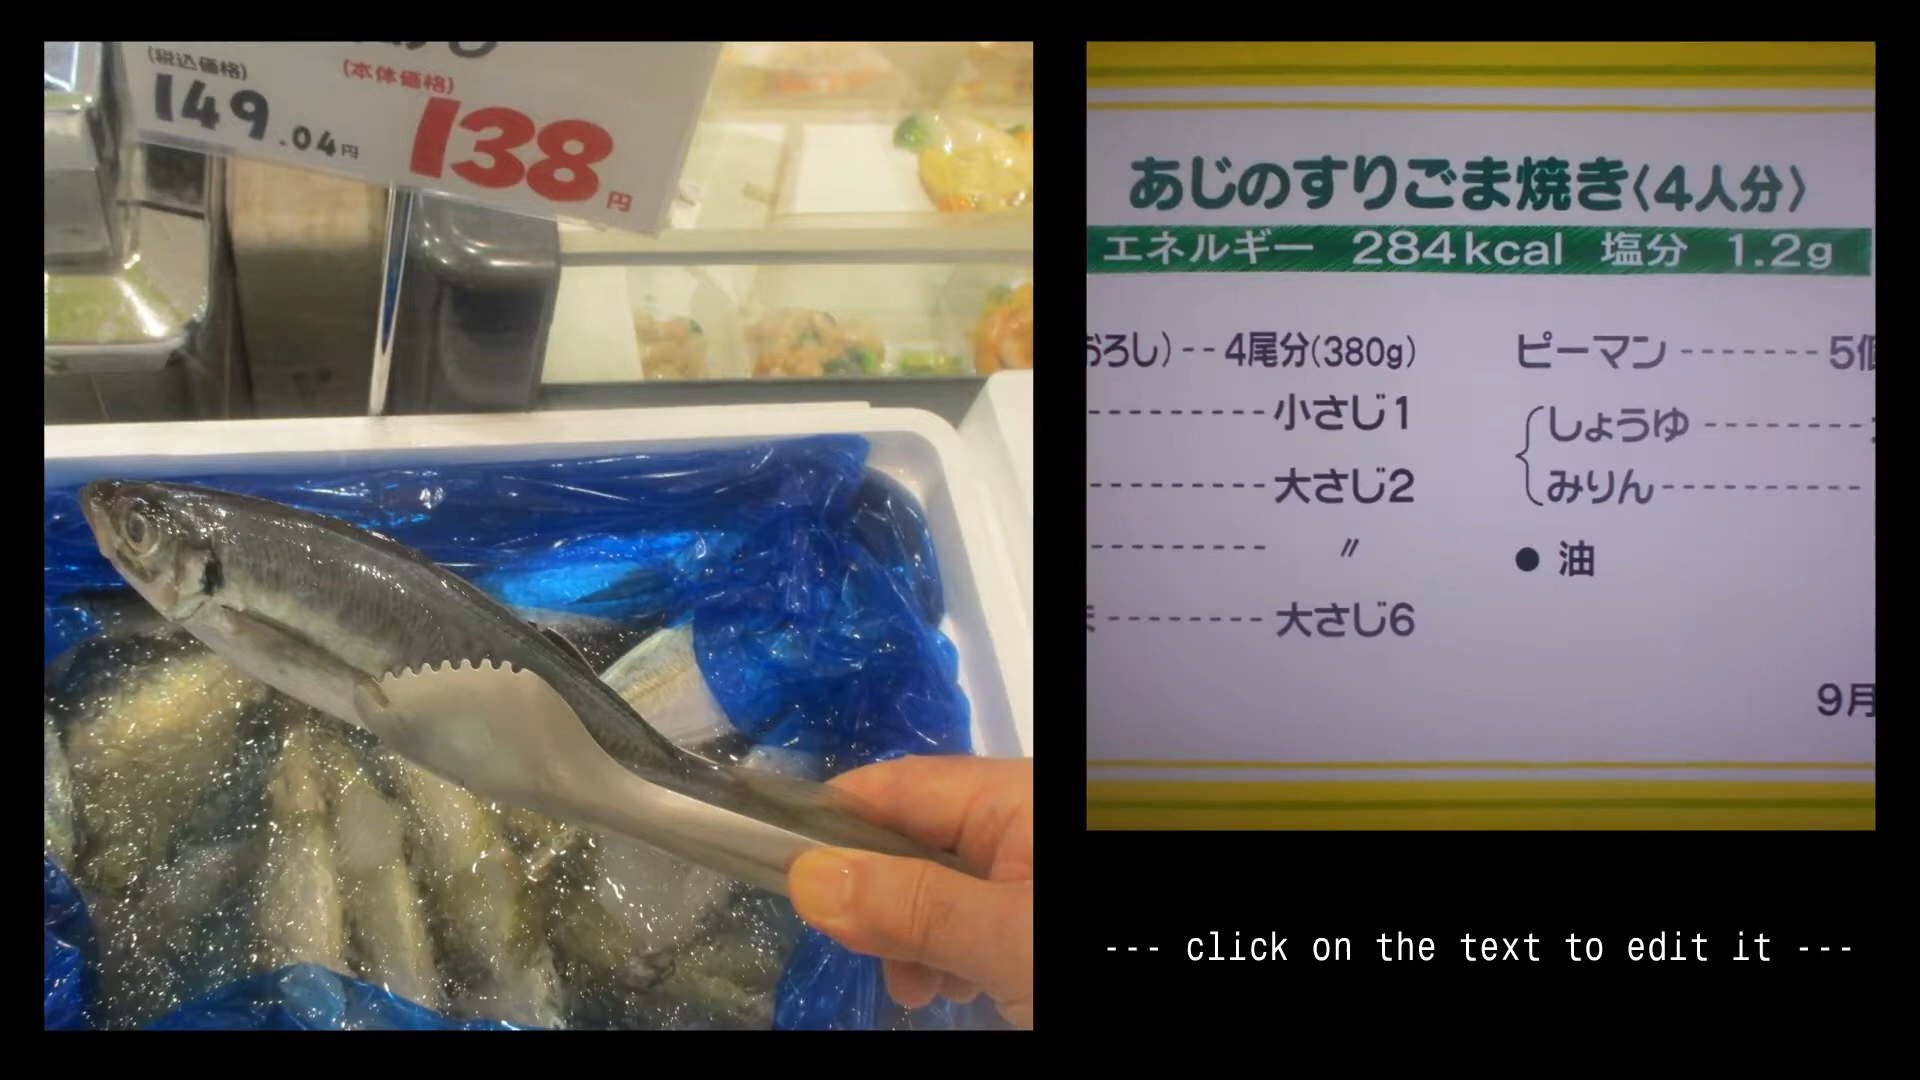 (税込価格) (本体価格)
149.04円 138円
あじのすりごま焼き〈4人分〉
エネルギー 284kcal 塩分 1.2g
おろし)--4尾分(380g)
----------小さじ1
----------大さじ2
---------- 〃
--------大さじ6
ピーマン-------5個
しょうゆ--------
みりん----------
● 油
9月
--- click on the text to edit it ---